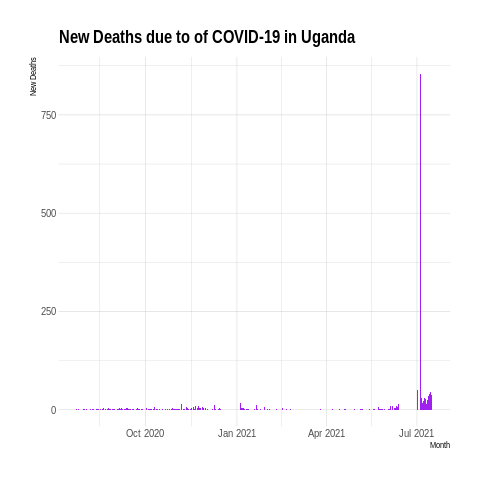 New Deaths due to of COVID-19 in Uganda
New Deaths
750
500
250
0
Oct 2020 Jan 2021 Apr 2021 Jul 2021
Month